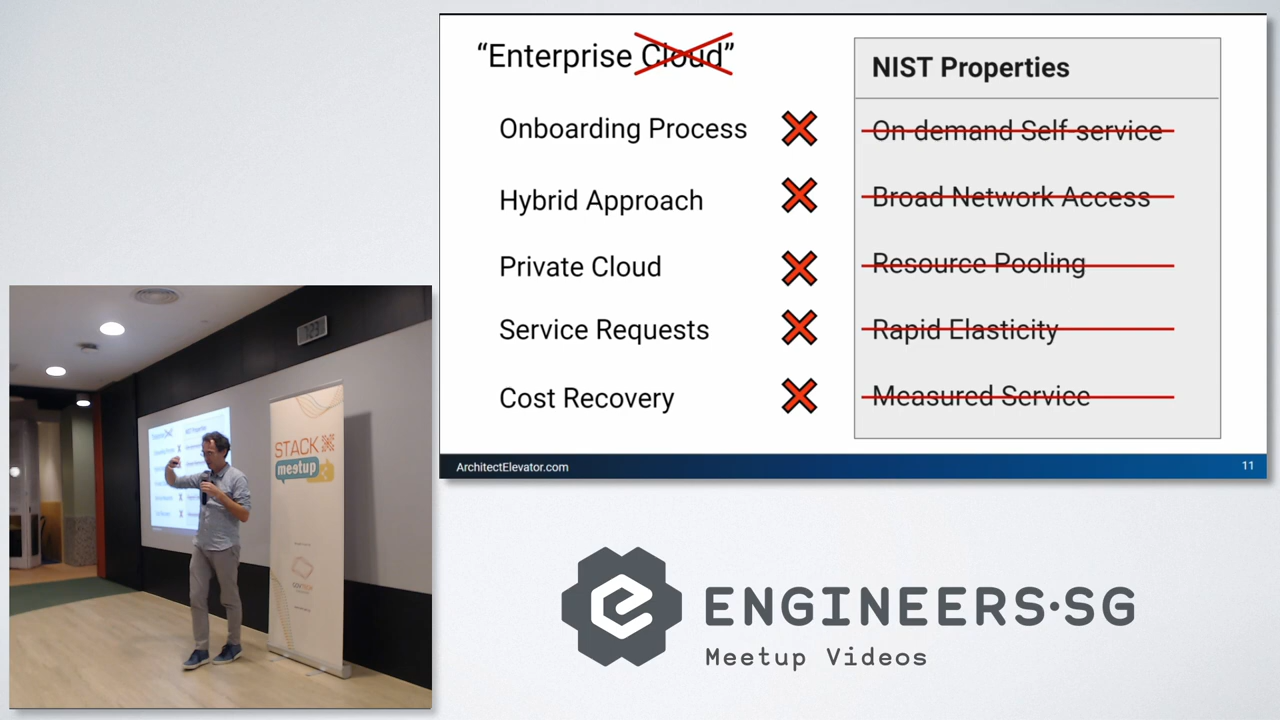 “Enterprise Cloud”
NIST Properties
Onboarding Process
On demand Self-service
Hybrid Approach
Broad Network Access
Private Cloud
Resource Pooling
Service Requests
Rapid Elasticity
Cost Recovery
Measured Service
ArchitectElevator.com
11
STACK
meetup
ENGINEERS·SG
Meetup Videos